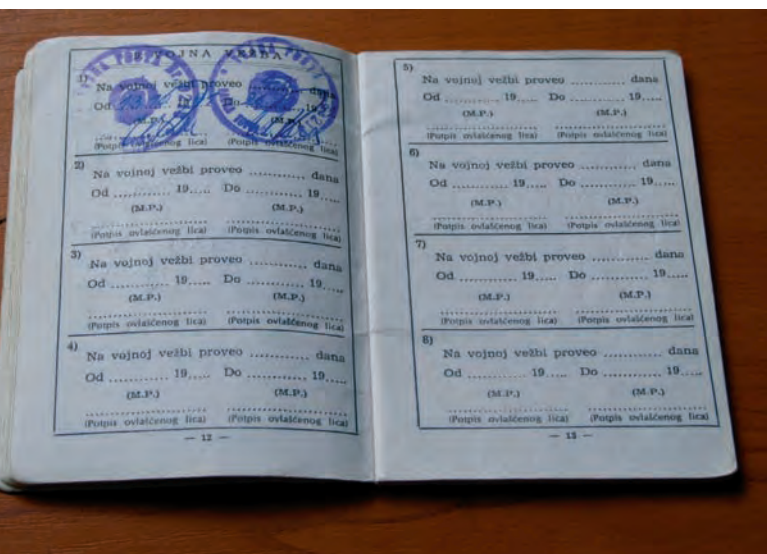 VOJNA VEŽBA
1)
Na vojnoj vežbi proveo
Od 19 Do 19
(M.P.) (M.P.)
(Potpis ovlašćenog lica) (Potpis ovlašćenog lica)
2)
Na vojnoj vežbi proveo ............ dana
Od ............ 19..... Do ............ 19.....
(M.P.) (M.P.)
(Potpis ovlašćenog lica) (Potpis ovlašćenog lica)
3)
Na vojnoj vežbi proveo ............ dana
Od ............ 19..... Do ............ 19.....
(M.P.) (M.P.)
(Potpis ovlašćenog lica) (Potpis ovlašćenog lica)
4)
Na vojnoj vežbi proveo ............ dana
Od ............ 19..... Do ............ 19.....
(M.P.) (M.P.)
(Potpis ovlašćenog lica) (Potpis ovlašćenog lica)
— 12 —
5)
Na vojnoj vežbi proveo ............ dana
Od ............ 19..... Do ............ 19.....
(M.P.) (M.P.)
(Potpis ovlašćenog lica) (Potpis ovlašćenog lica)
6)
Na vojnoj vežbi proveo ............ dana
Od ............ 19..... Do ............ 19.....
(M.P.) (M.P.)
(Potpis ovlašćenog lica) (Potpis ovlašćenog lica)
7)
Na vojnoj vežbi proveo ............ dana
Od ............ 19..... Do ............ 19.....
(M.P.) (M.P.)
(Potpis ovlašćenog lica) (Potpis ovlašćenog lica)
8)
Na vojnoj vežbi proveo ............ dana
Od ............ 19..... Do ............ 19.....
(M.P.) (M.P.)
(Potpis ovlašćenog lica) (Potpis ovlašćenog lica)
— 13 —